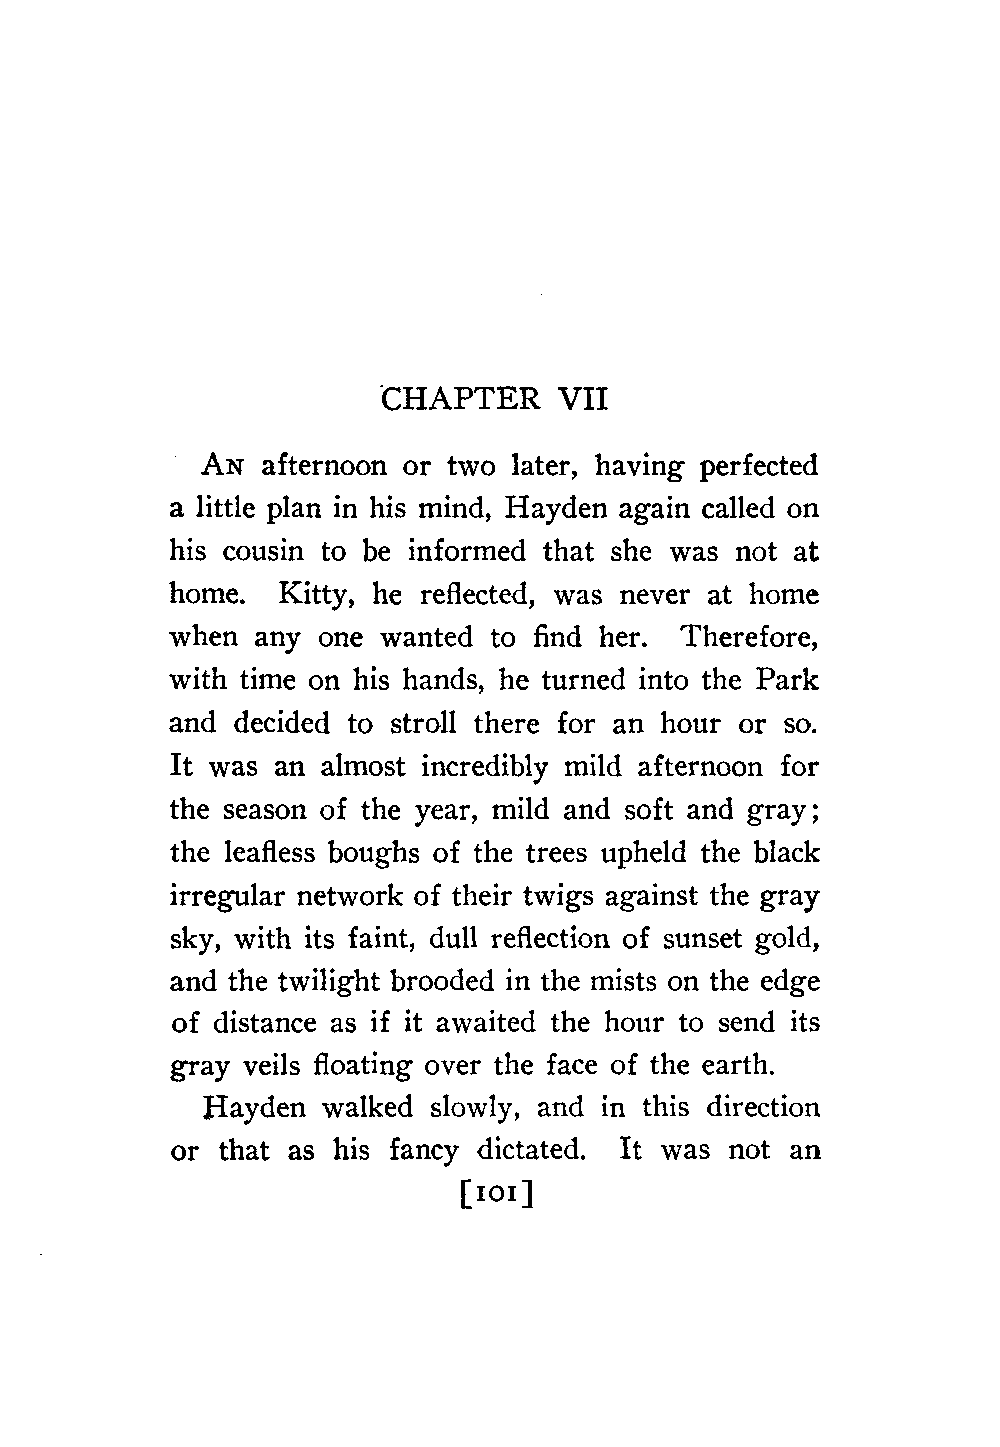 CHAPTER VII
An afternoon or two later, having perfected
a little plan in his mind, Hayden again called on
his cousin to be informed that she was not at
home. Kitty, he reflected, was never at home
when any one wanted to find her. Therefore,
with time on his hands, he turned into the Park
and decided to stroll there for an hour or so.
It was an almost incredibly mild afternoon for
the season of the year, mild and soft and gray;
the leafless boughs of the trees upheld the black
irregular network of their twigs against the gray
sky, with its faint, dull reflection of sunset gold,
and the twilight brooded in the mists on the edge
of distance as if it awaited the hour to send its
gray veils floating over the face of the earth.
Hayden walked slowly, and in this direction
or that as his fancy dictated. It was not an
[101]